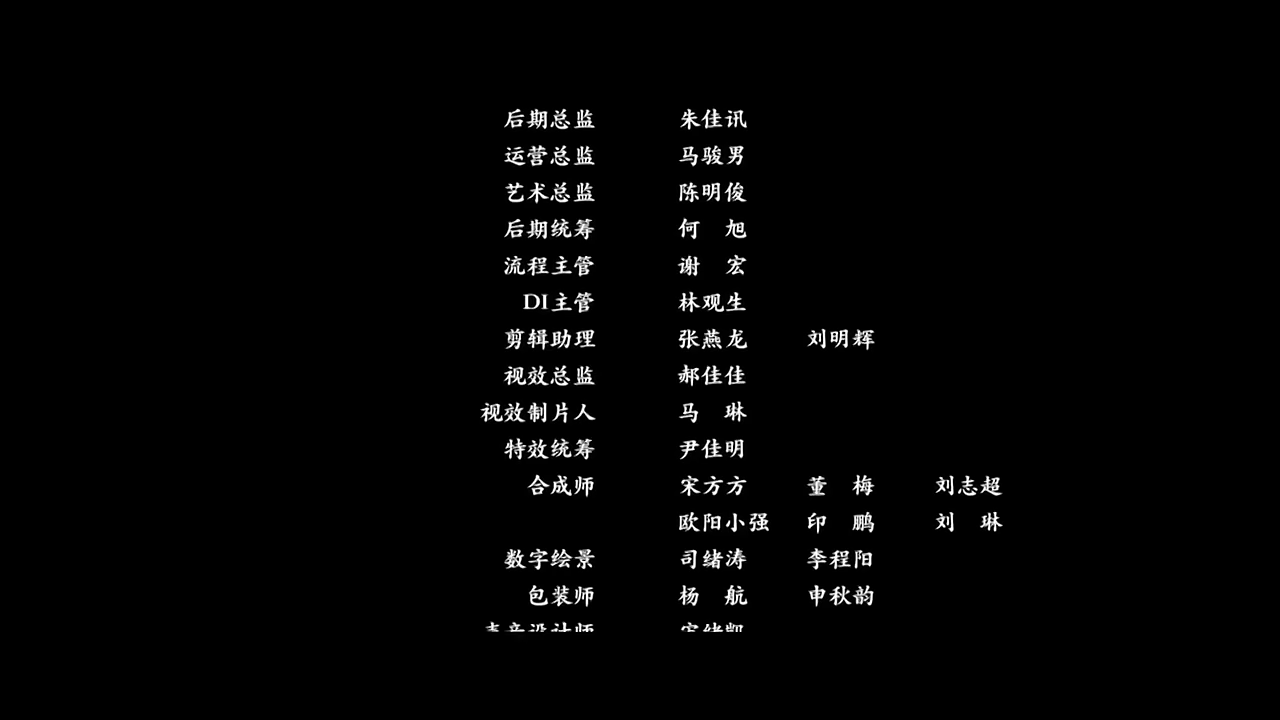 后期总监 朱佳讯
运营总监 马骏男
艺术总监 陈明俊
后期统筹 何 旭
流程主管 谢 宏
DI主管 林观生
剪辑助理 张燕龙 刘明辉
视效总监 郝佳佳
视效制片人 马 琳
特效统筹 尹佳明
合成师 宋方方 董 梅 刘志超
欧阳小强 印 鹏 刘 琳
数字绘景 司绪涛 李程阳
包装师 杨 航 申秋韵
声音设计师